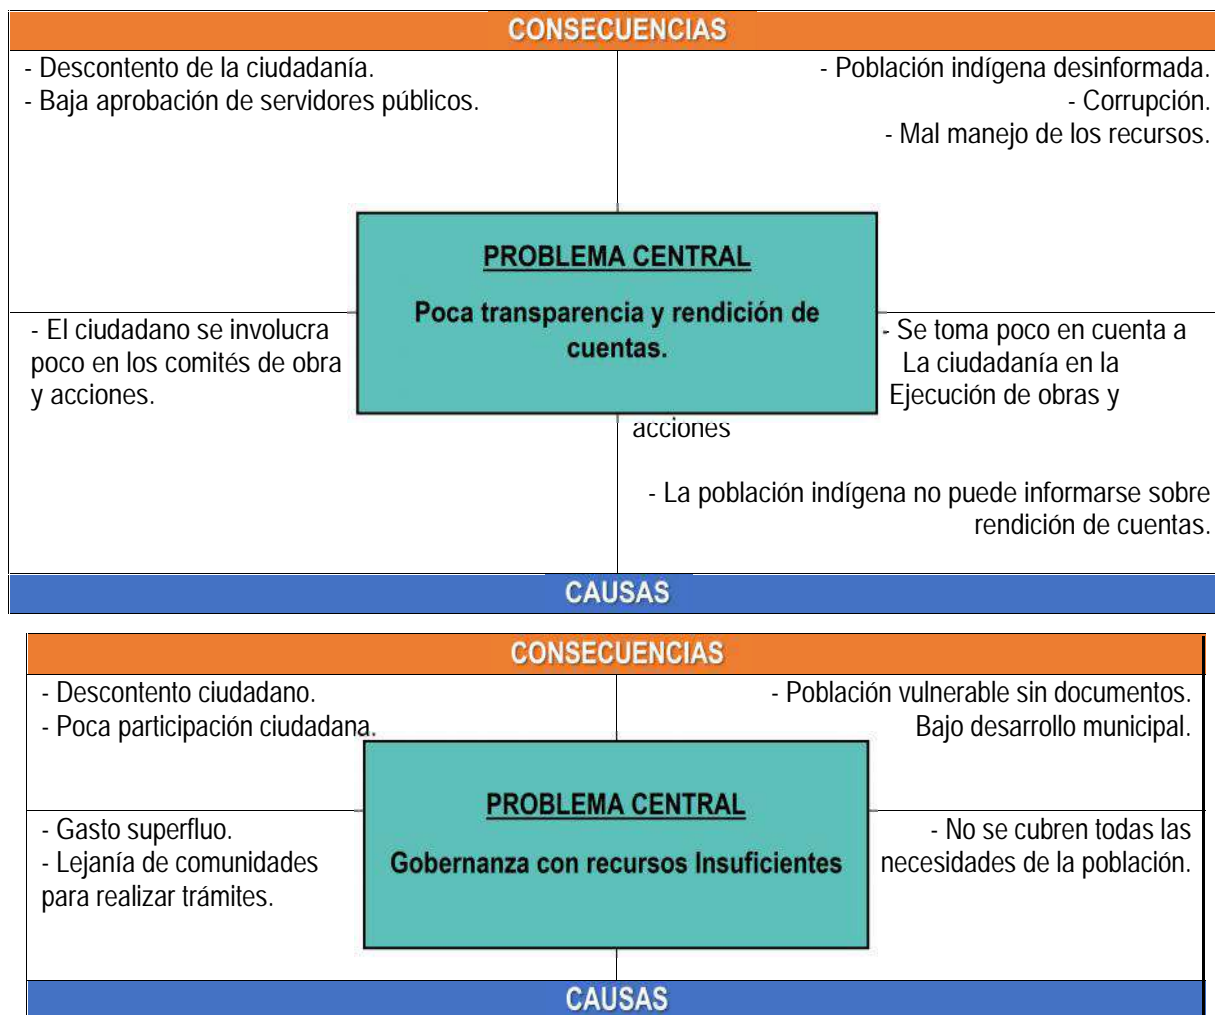 CONSECUENCIAS
- Descontento de la ciudadanía.
- Baja aprobación de servidores públicos.
- Población indígena desinformada.
- Corrupción.
- Mal manejo de los recursos.
PROBLEMA CENTRAL
Poca transparencia y rendición de
cuentas.
- El ciudadano se involucra
poco en los comités de obra
y acciones.
- Se toma poco en cuenta a
La ciudadanía en la
Ejecución de obras y
acciones
- La población indígena no puede informarse sobre
rendición de cuentas.
CAUSAS
CONSECUENCIAS
- Descontento ciudadano.
- Poca participación ciudadana.
- Población vulnerable sin documentos.
Bajo desarrollo municipal.
PROBLEMA CENTRAL
Gobernanza con recursos Insuficientes
- Gasto superfluo.
- Lejanía de comunidades
para realizar trámites.
- No se cubren todas las
necesidades de la población.
CAUSAS